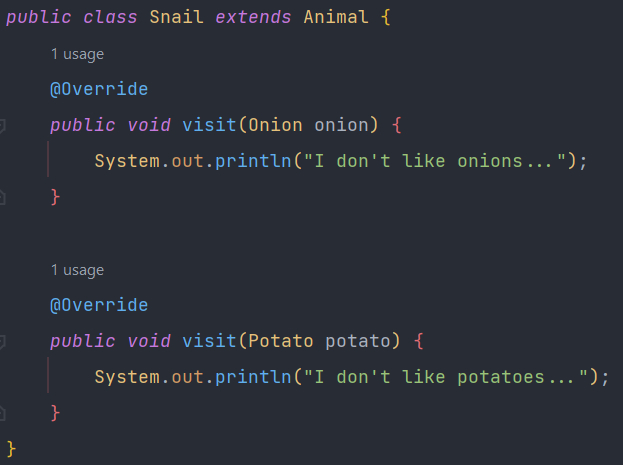 public class Snail extends Animal {
1 usage
@Override
public void visit(Onion onion) {
System.out.println("I don't like onions...");
}
1 usage
@Override
public void visit(Potato potato) {
System.out.println("I don't like potatoes...");
}
}